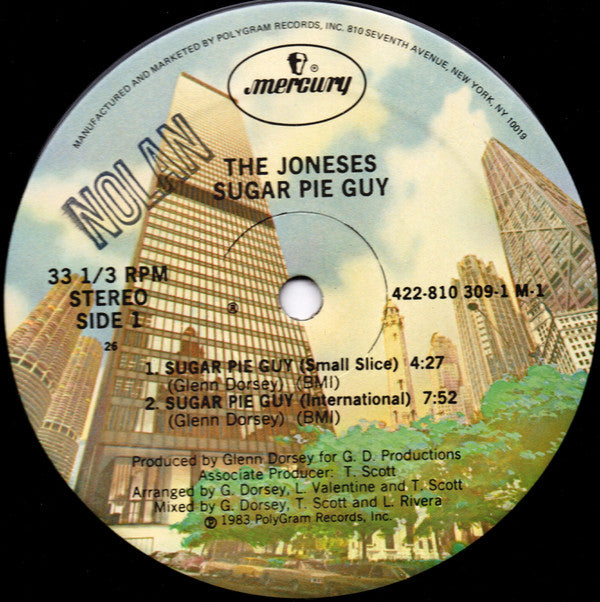 MANUFACTURED AND MARKETED BY POLYGRAM RECORDS, INC. 810 SEVENTH AVENUE, NEW YORK, NY 10019
®
mercury
NOLAN
THE JONESES
SUGAR PIE GUY
33 1/3 RPM
STEREO
SIDE 1
422-810 309-1 M-1
26
1. SUGAR PIE GUY (Small Slice) 4:27
(Glenn Dorsey) (BMI)
2. SUGAR PIE GUY (International) 7:52
(Glenn Dorsey) (BMI)
Produced by Glenn Dorsey for G. D. Productions
Associate Producer: T. Scott
Arranged by G. Dorsey, L. Valentine and T. Scott
Mixed by G. Dorsey, T. Scott and L. Rivera
℗ 1983 PolyGram Records, Inc.